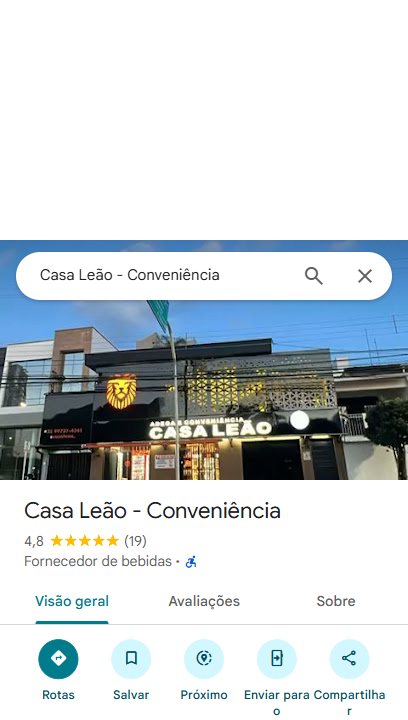 Casa Leão - Conveniência
ADEGA E CONVENIÊNCIA
CASA LEÃO
Casa Leão - Conveniência
4,8 (19)
Fornecedor de bebidas ·
Visão geral Avaliações Sobre
Rotas Salvar Próximo Enviar para o Compartilhar